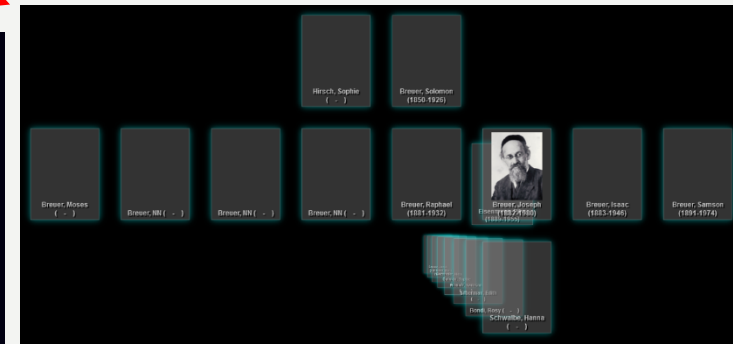 Hirsch, Sophie
( - )
Breuer, Solomon
(1850-1926)
Breuer, Moses
( - )
Breuer, NN ( - )
Breuer, NN ( - )
Breuer, NN ( - )
Breuer, Raphael
(1881-1932)
Breuer, Joseph
(1882-1980)
Breuer, Isaac
(1883-1946)
Breuer, Samson
(1891-1974)
( - )
( - )
Schwalbe, Hanna
( - )